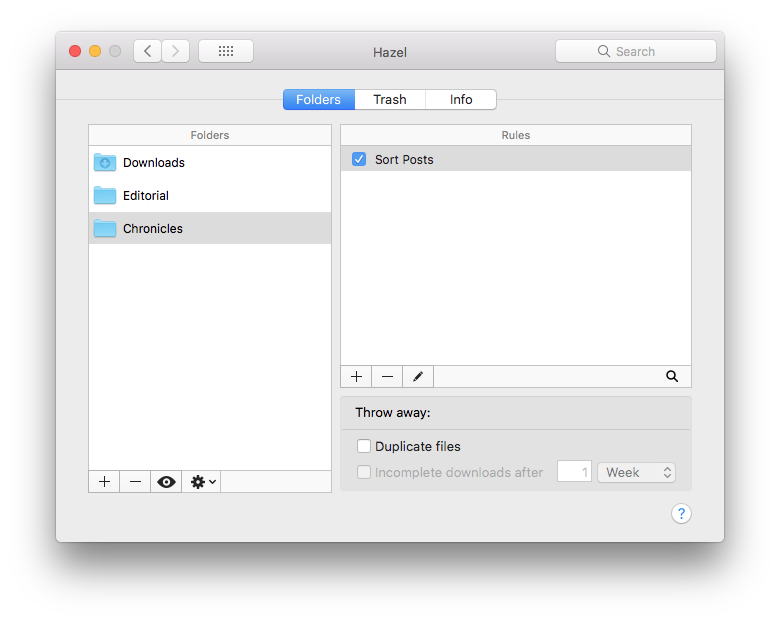 Hazel
Search
Folders Trash Info
Folders
Downloads
Editorial
Chronicles
Rules
Sort Posts
Throw away:
Duplicate files
Incomplete downloads after 1 Week
?